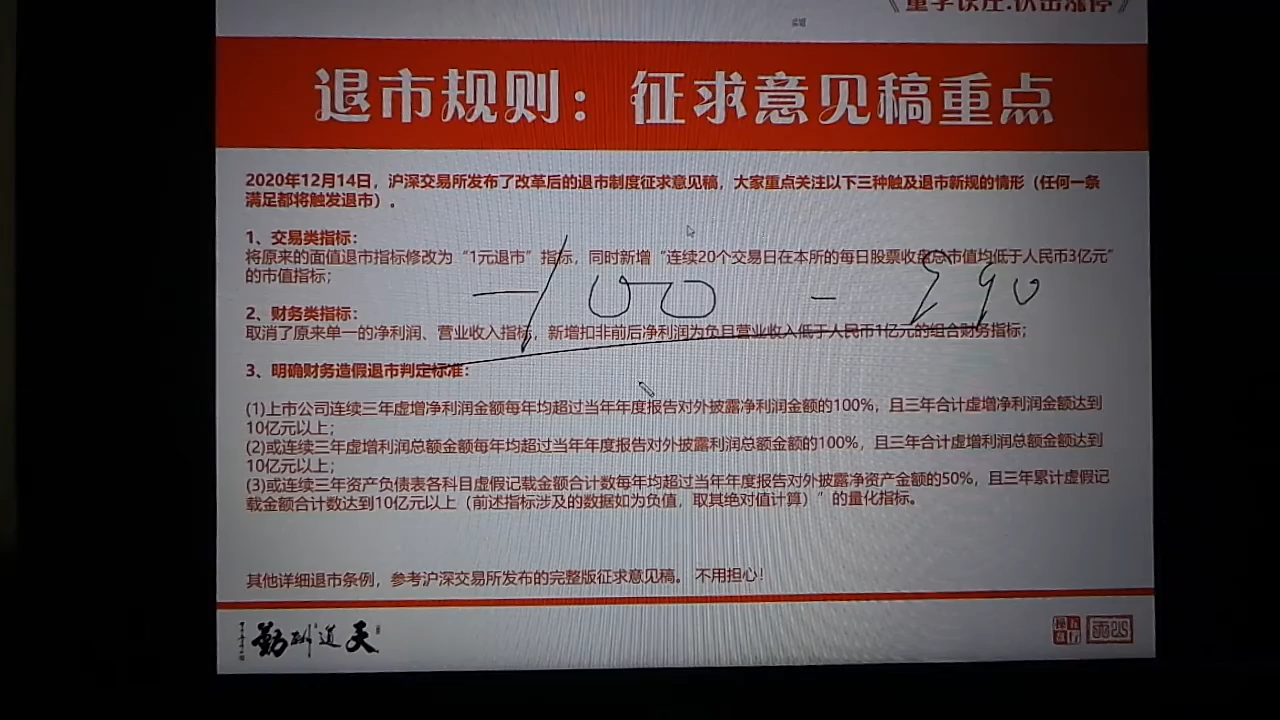 《量学读庄:伏击涨停》
退市规则：征求意见稿重点
2020年12月14日，沪深交易所发布了改革后的退市制度征求意见稿，大家重点关注以下三种触及退市新规的情形（任何一条
满足都将触发退市）。
1、交易类指标：
将原来的面值退市指标修改为“1元退市”指标，同时新增“连续20个交易日在本所的每日股票收盘总市值均低于人民币3亿元”
的市值指标；
-100 -
2、财务类指标：
取消了原来单一的净利润、营业收入指标，新增扣非前后净利润为负且营业收入低于人民币1亿元的组合财务指标；
3、明确财务造假退市判定标准：
(1)上市公司连续三年虚增净利润金额每年均超过当年年度报告对外披露净利润金额的100%，且三年合计虚增净利润金额达到
10亿元以上；
(2)或连续三年虚增利润总额金额每年均超过当年年度报告对外披露利润总额金额的100%，且三年合计虚增利润总额金额达到
10亿元以上；
(3)或连续三年资产负债表各科目虚假记载金额合计数每年均超过当年年度报告对外披露净资产金额的50%，且三年累计虚假记
载金额合计数达到10亿元以上（前述指标涉及的数据如为负值，取其绝对值计算）”的量化指标。
其他详细退市条例，参考沪深交易所发布的完整版征求意见稿。 不用担心！
勤酬道天